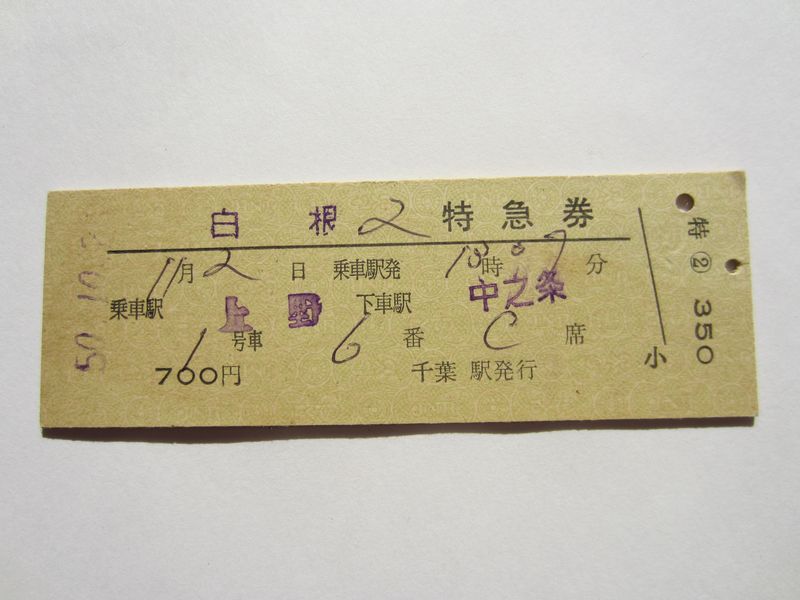 白根 2 特急券
11月 2日 乗車駅発 13時 7分
乗車駅 上野 下車駅 中之条
1号車 6番 C席
700円 千葉 駅発行
小
特② 350
50.10